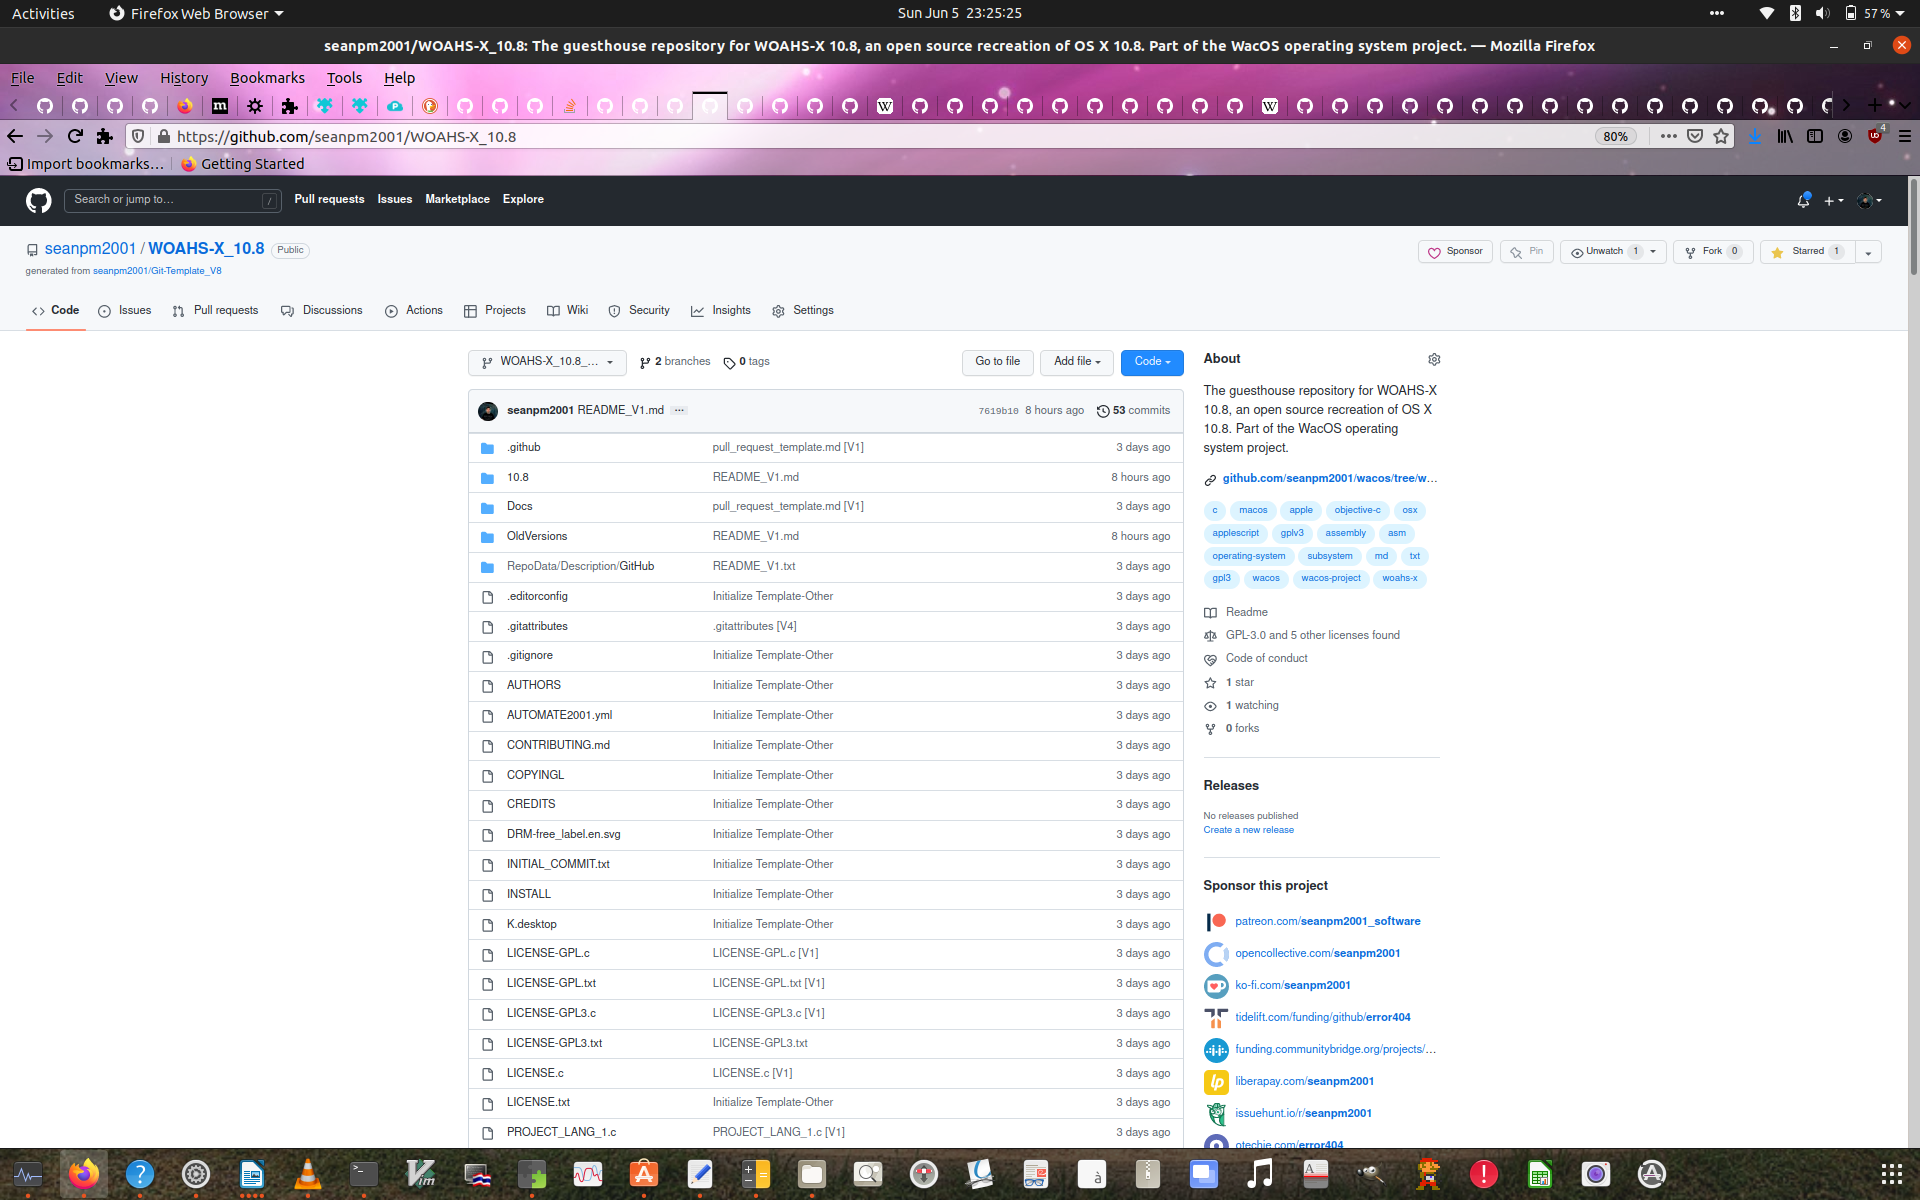 Activities
Firefox Web Browser
Sun Jun 5 23:25:25
57 %
seanpm2001/WOAHS-X_10.8: The guesthouse repository for WOAHS-X 10.8, an open source recreation of OS X 10.8. Part of the WacOS operating system project. — Mozilla Firefox
File Edit View History Bookmarks Tools Help
https://github.com/seanpm2001/WOAHS-X_10.8
80%
4
Import bookmarks...
Getting Started
Search or jump to...
/
Pull requests Issues Marketplace Explore
seanpm2001 / WOAHS-X_10.8 Public
generated from seanpm2001/Git-Template_V8
Sponsor
Pin
Unwatch 1
Fork 0
Starred 1
Code Issues Pull requests Discussions Actions Projects Wiki Security Insights Settings
WOAHS-X_10.8_...
2 branches
0 tags
Go to file
Add file
Code
seanpm2001 README_V1.md ...
7619b10 8 hours ago 53 commits
.github pull_request_template.md [V1] 3 days ago
10.8 README_V1.md 8 hours ago
Docs pull_request_template.md [V1] 3 days ago
OldVersions README_V1.md 8 hours ago
RepoData/Description/GitHub README_V1.txt 3 days ago
.editorconfig Initialize Template-Other 3 days ago
.gitattributes .gitattributes [V4] 3 days ago
.gitignore Initialize Template-Other 3 days ago
AUTHORS Initialize Template-Other 3 days ago
AUTOMATE2001.yml Initialize Template-Other 3 days ago
CONTRIBUTING.md Initialize Template-Other 3 days ago
COPYINGL Initialize Template-Other 3 days ago
CREDITS Initialize Template-Other 3 days ago
DRM-free_label.en.svg Initialize Template-Other 3 days ago
INITIAL_COMMIT.txt Initialize Template-Other 3 days ago
INSTALL Initialize Template-Other 3 days ago
K.desktop Initialize Template-Other 3 days ago
LICENSE-GPL.c LICENSE-GPL.c [V1] 3 days ago
LICENSE-GPL.txt LICENSE-GPL.txt [V1] 3 days ago
LICENSE-GPL3.c LICENSE-GPL3.c [V1] 3 days ago
LICENSE-GPL3.txt LICENSE-GPL3.txt 3 days ago
LICENSE.c LICENSE.c [V1] 3 days ago
LICENSE.txt Initialize Template-Other 3 days ago
PROJECT_LANG_1.c PROJECT_LANG_1.c [V1] 3 days ago
About
The guesthouse repository for WOAHS-X
10.8, an open source recreation of OS X
10.8. Part of the WacOS operating
system project.
github.com/seanpm2001/wacos/tree/w...
c macos apple objective-c osx
applescript gplv3 assembly asm
operating-system subsystem md txt
gpl3 wacos wacos-project woahs-x
Readme
GPL-3.0 and 5 other licenses found
Code of conduct
1 star
1 watching
0 forks
Releases
No releases published
Create a new release
Sponsor this project
patreon.com/seanpm2001_software
opencollective.com/seanpm2001
ko-fi.com/seanpm2001
tidelift.com/funding/github/error404
funding.communitybridge.org/projects/...
liberapay.com/seanpm2001
issuehunt.io/r/seanpm2001
otechie.com/error404